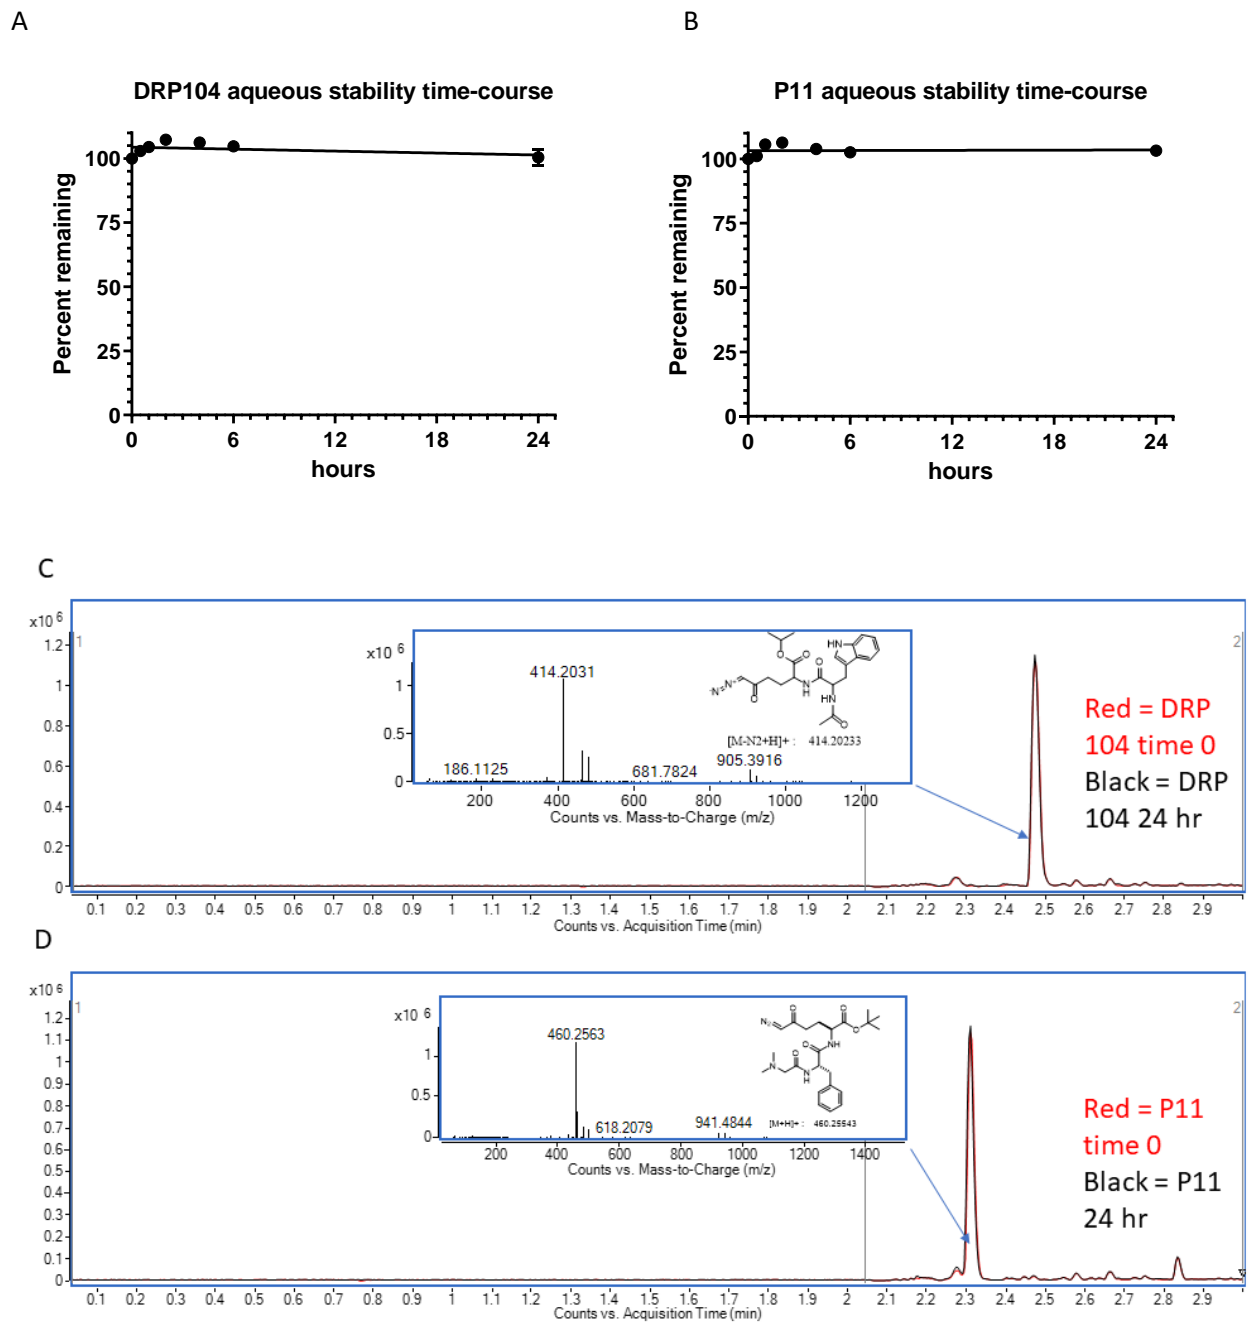 A
B
DRP104 aqueous stability time-course
P11 aqueous stability time-course
Percent remaining
100
75
50
25
0
0 6 12 18 24
hours
Percent remaining
100
75
50
25
0
0 6 12 18 24
hours
C
x10 6
1
2
1.2
1
0.8
0.6
0.4
0.2
0
x10 6
1
0.5
0
414.2031
186.1125
681.7824
905.3916
HN
O
O
O
N
H
N=N
O
HN
O
[M-N2+H]+ : 414.20233
200 400 600 800 1000 1200
Counts vs. Mass-to-Charge (m/z)
Red = DRP
104 time 0
Black = DRP
104 24 hr
0.1 0.2 0.3 0.4 0.5 0.6 0.7 0.8 0.9 1 1.1 1.2 1.3 1.4 1.5 1.6 1.7 1.8 1.9 2 2.1 2.2 2.3 2.4 2.5 2.6 2.7 2.8 2.9
Counts vs. Acquisition Time (min)
D
x10 6
1
2
1.2
1.1
1
0.9
0.8
0.7
0.6
0.5
0.4
0.3
0.2
0.1
0
x10 6
1
0.5
0
460.2563
618.2079
941.4844
O
O
N
O
NH
O
O
N
N
H
[M+H]+ : 460.25543
200 400 600 800 1000 1200 1400
Counts vs. Mass-to-Charge (m/z)
Red = P11
time 0
Black = P11
24 hr
0.1 0.2 0.3 0.4 0.5 0.6 0.7 0.8 0.9 1 1.1 1.2 1.3 1.4 1.5 1.6 1.7 1.8 1.9 2 2.1 2.2 2.3 2.4 2.5 2.6 2.7 2.8 2.9
Counts vs. Acquisition Time (min)